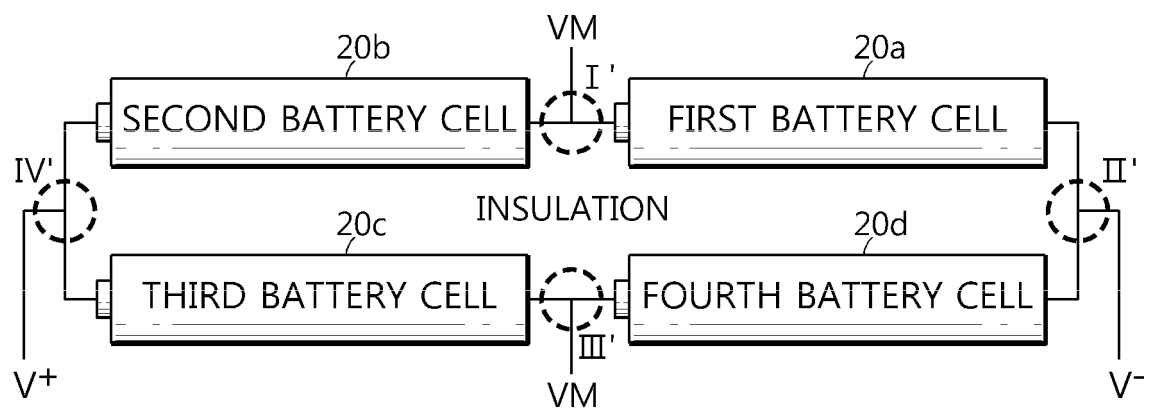 VM
20b
I'
20a
SECOND BATTERY CELL
FIRST BATTERY CELL
IV'
II'
INSULATION
20c
20d
THIRD BATTERY CELL
FOURTH BATTERY CELL
III'
V+
VM
V-